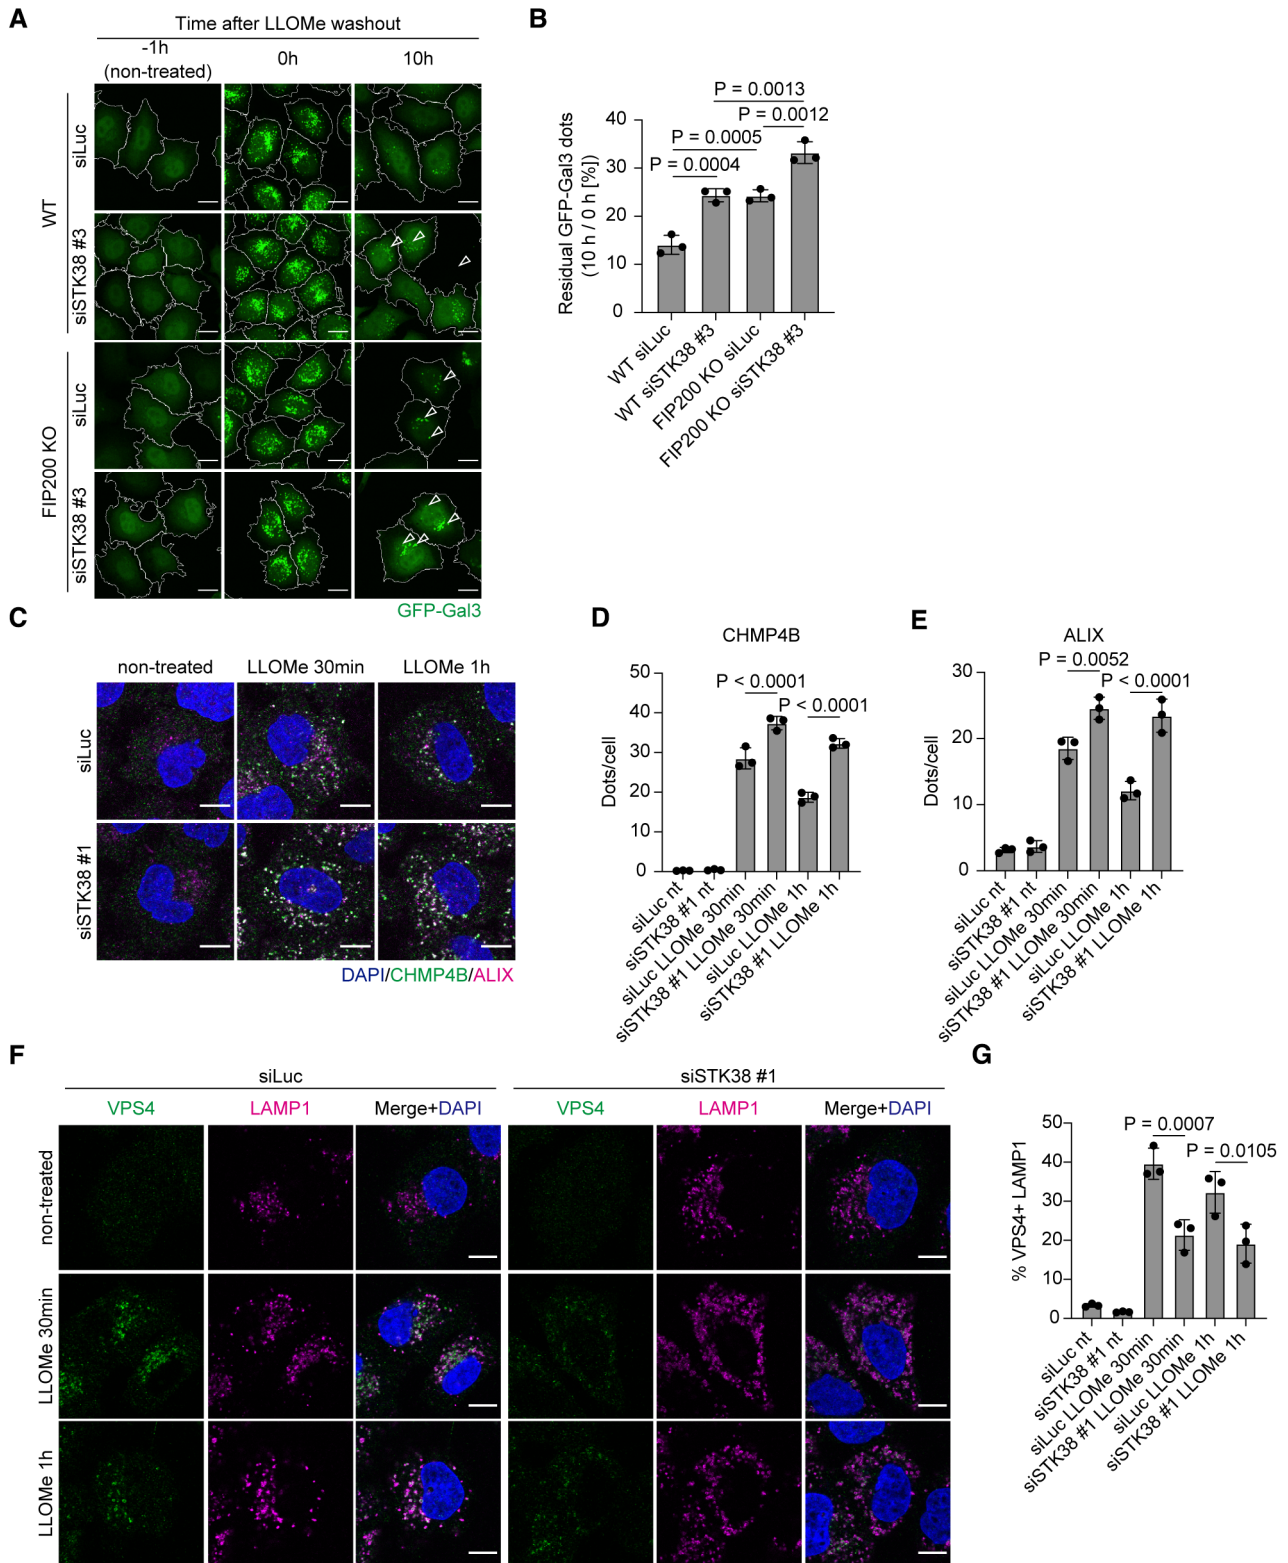 A
Time after LLOMe washout
-1h
(non-treated)
0h
10h
WT
siLuc
siSTK38 #3
FIP200 KO
siLuc
siSTK38 #3
GFP-Gal3
B
P = 0.0013
P = 0.0012
P = 0.0005
P = 0.0004
Residual GFP-Gal3 dots
(10 h / 0 h [%])
40
30
20
10
0
WT siLuc
WT siSTK38 #3
FIP200 KO siLuc
FIP200 KO siSTK38 #3
C
non-treated
LLOMe 30min
LLOMe 1h
siLuc
siSTK38 #1
DAPI/CHMP4B/ALIX
D
CHMP4B
P < 0.0001
P < 0.0001
Dots/cell
50
40
30
20
10
0
siLuc nt
siSTK38 #1 nt
siLuc LLOMe 30min
siSTK38 #1 LLOMe 30min
siLuc LLOMe 1h
siSTK38 #1 LLOMe 1h
E
ALIX
P = 0.0052
P < 0.0001
Dots/cell
30
20
10
0
siLuc nt
siSTK38 #1 nt
siLuc LLOMe 30min
siSTK38 #1 LLOMe 30min
siLuc LLOMe 1h
siSTK38 #1 LLOMe 1h
F
siLuc
siSTK38 #1
VPS4
LAMP1
Merge+DAPI
VPS4
LAMP1
Merge+DAPI
non-treated
LLOMe 30min
LLOMe 1h
G
P = 0.0007
P = 0.0105
% VPS4+ LAMP1
50
40
30
20
10
0
siLuc nt
siSTK38 #1 nt
siLuc LLOMe 30min
siSTK38 #1 LLOMe 30min
siLuc LLOMe 1h
siSTK38 #1 LLOMe 1h